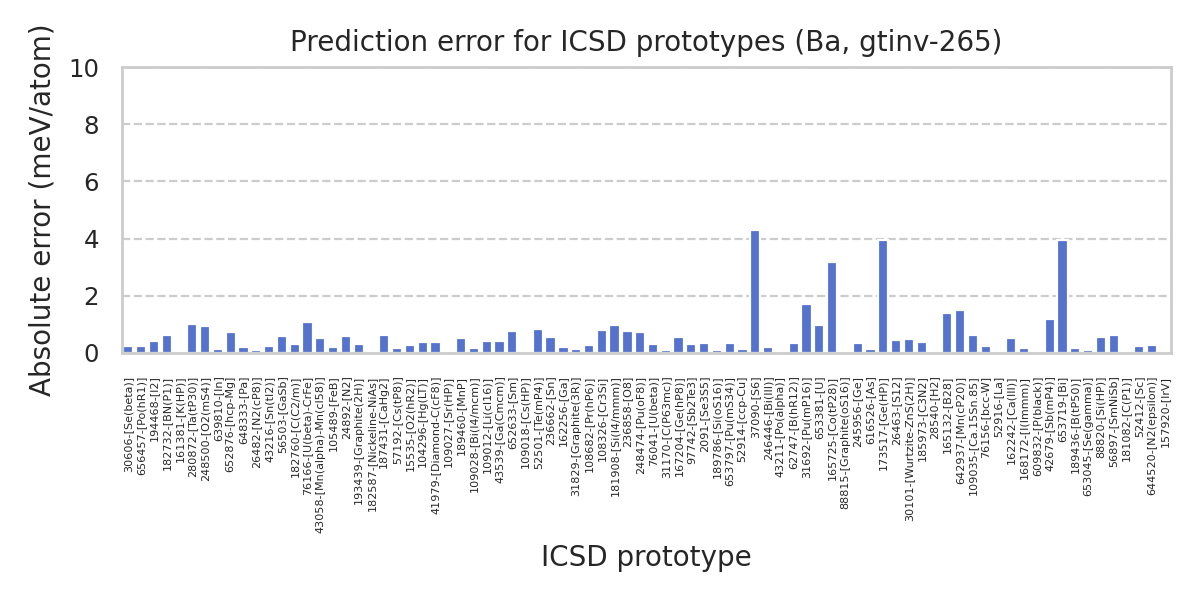 Prediction error for ICSD prototypes (Ba, gtinv-265)
Absolute error (meV/atom)
10
8
6
4
2
0
30606-[Se(beta)]
656457-[Po(hR1)]
194468-[I2]
182732-[BN(P1)]
161381-[K(HP)]
280872-[Ta(tP30)]
248500-[O2(mS4)]
639810-[In]
652876-[hcp-Mg]
648333-[Pa]
26482-[N2(cP8)]
43216-[Sn(tI2)]
56503-[GaSb]
182760-[C(C2/m)]
76166-[U(beta)-CrFe]
43058-[Mn(alpha)-Mn(cI58)]
105489-[FeB]
24892-[N2]
193439-[Graphite(2H)]
182587-[Nickeline-NiAs]
187431-[CaHg2]
57192-[Cs(tP8)]
15535-[O2(hR2)]
104296-[Hg(LT)]
41979-[Diamond-C(cF8)]
109027-[Sr(HP)]
189460-[MnP]
109028-[Bi(I4/mcm)]
109012-[Li(cI16)]
43539-[Ga(Cmcm)]
652633-[Sm]
109018-[Cs(HP)]
52501-[Te(mP4)]
236662-[Sn]
162256-[Ga]
31829-[Graphite(3R)]
108682-[Pr(hP6)]
108326-[Cr3Si]
181908-[Si(I4/mmm)]
236858-[O8]
248474-[Pu(oF8)]
76041-[U(beta)]
31170-[C(P63mc)]
167204-[Ge(hP8)]
97742-[Sb2Te3]
2091-[Se3S5]
189786-[Si(oS16)]
653797-[Pu(mS34)]
52914-[ccp-Cu]
37090-[S6]
246446-[Bi(III)]
43211-[Po(alpha)]
62747-[B(hR12)]
31692-[Pu(mP16)]
653381-[U]
165725-[Co(tP28)]
88815-[Graphite(oS16)]
245956-[Ge]
616526-[As]
173517-[Ge(HP)]
26463-[S12]
30101-[Wurtzite-ZnS(2H)]
185973-[C3N2]
28540-[H2]
165132-[B28]
642937-[Mn(cP20)]
109035-[Ca.15Sn.85]
76156-[bcc-W]
52916-[La]
162242-[Ca(III)]
168172-[I(Immm)]
609832-[P(black)]
42679-[Sb(mP4)]
653719-[Bi]
189436-[B(tP50)]
653045-[Se(gamma)]
88820-[Si(HP)]
56897-[SmNiSb]
181082-[C(P1)]
52412-[Sc]
644520-[N2(epsilon)]
157920-[IrV]
ICSD prototype